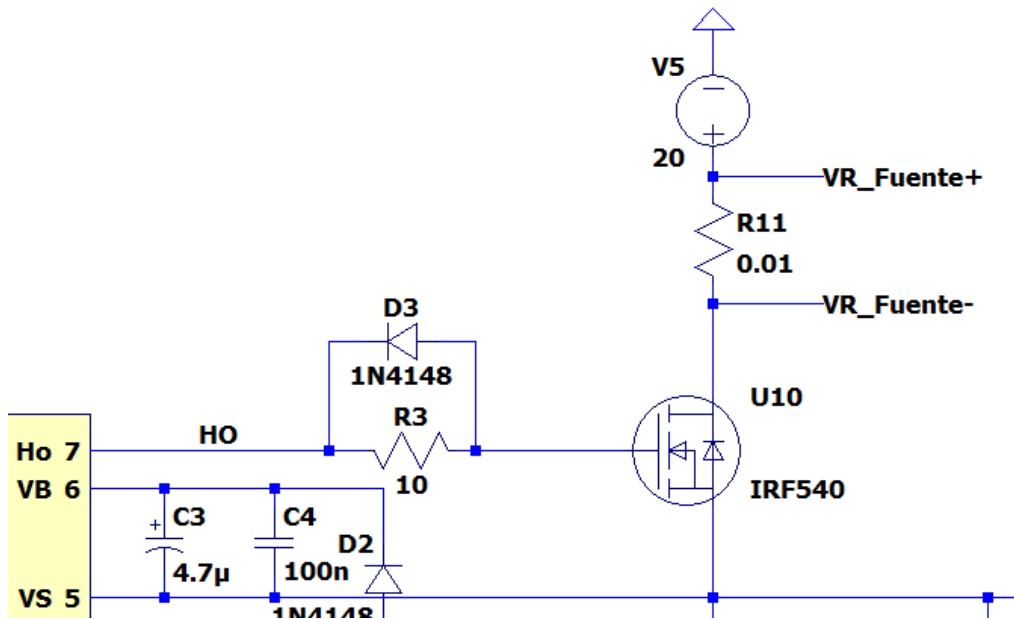 V5
20
VR_Fuente+
R11
0.01
VR_Fuente-
D3
1N4148
U10
R3
HO
Ho 7
10
IRF540
VB 6
C3
C4
+
D2
4.7µ
100n
VS 5
1N4148